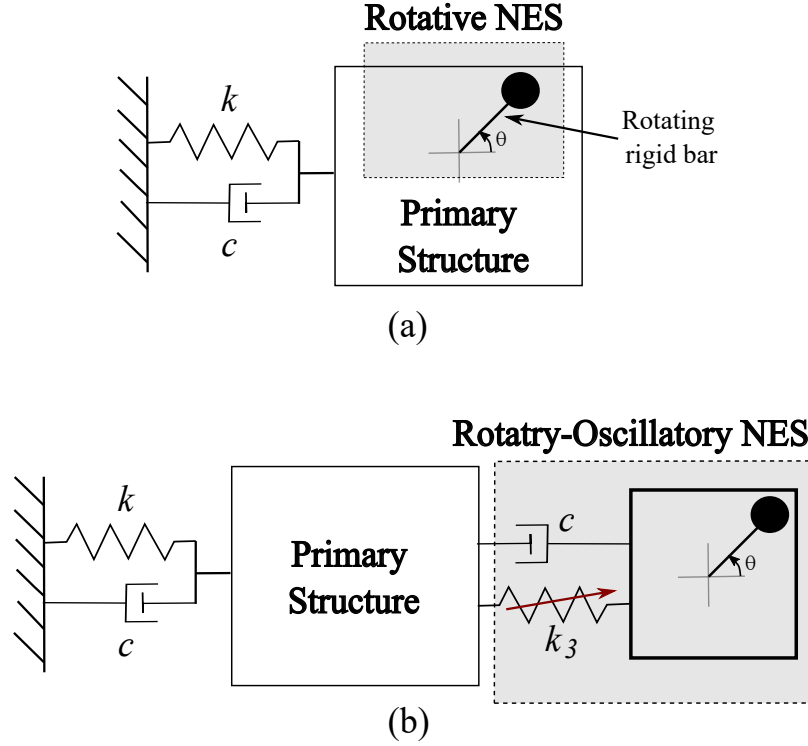 Rotative NES
k
θ
Rotating
rigid bar
c
Primary
Structure
(a)
Rotatry-Oscillatory NES
k
c
θ
Primary
Structure
c
k3
(b)